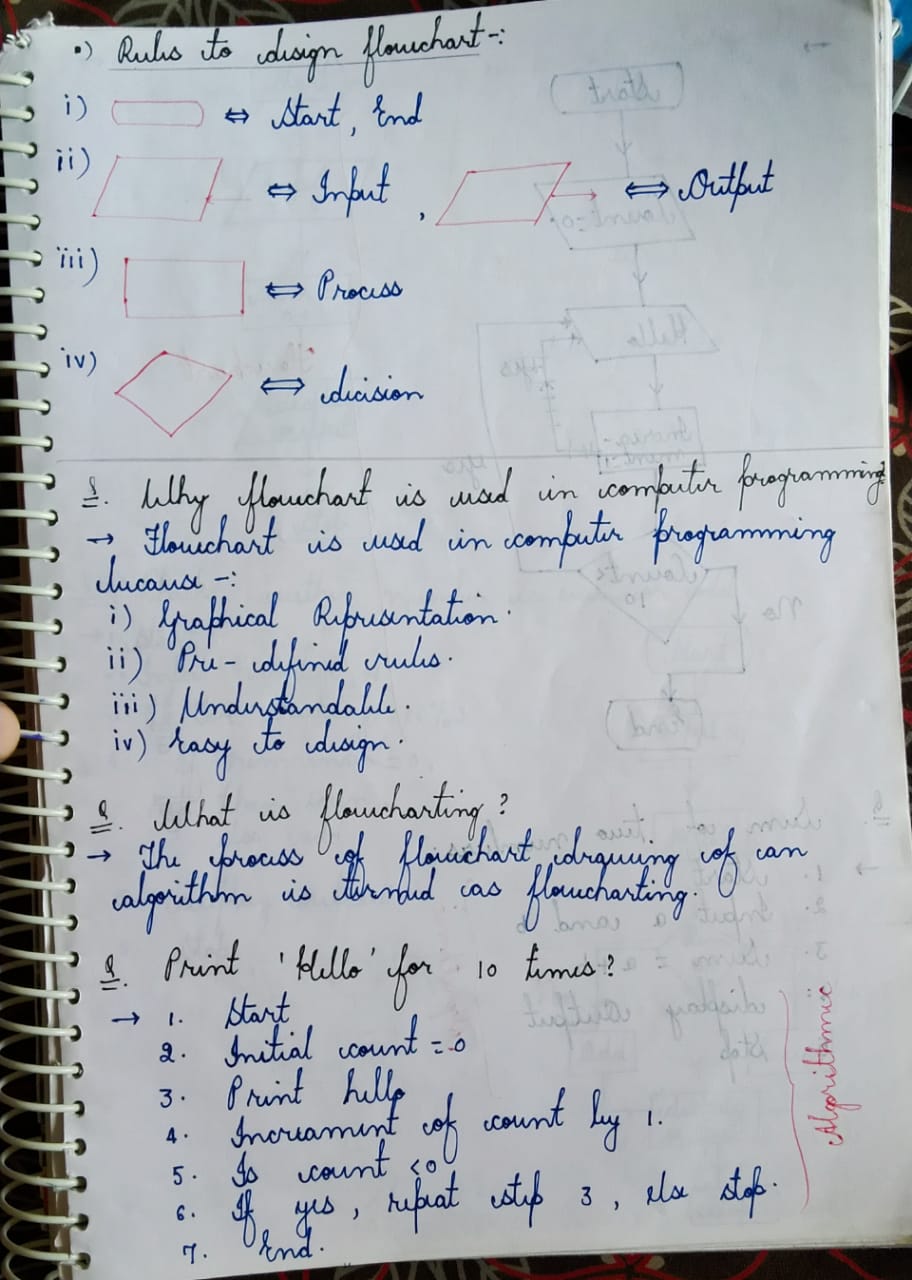 •) Rules to design flowchart -:
i) ⇔ Start, End
ii) ⇔ Input , ⇔ Output
iii) ⇔ Process
iv) ⇔ decision
Q. Why flowchart is used in computer programming?
→ Flowchart is used in computer programming
because -:
i) Graphical Representation.
ii) Pre-defined rules.
iii) Understandable.
iv) Easy to design.
Q. What is flowcharting?
→ The process of flowchart drawing of an
algorithm is termed as flowcharting.
Q. Print 'Hello' for 10 times?
→ 1. Start
2. Initial count = 0
3. Print hello
4. Increament of count by 1.
5. Is count <0
6. If yes, repeat step 3, else stop.
7. End.
Algorithmic